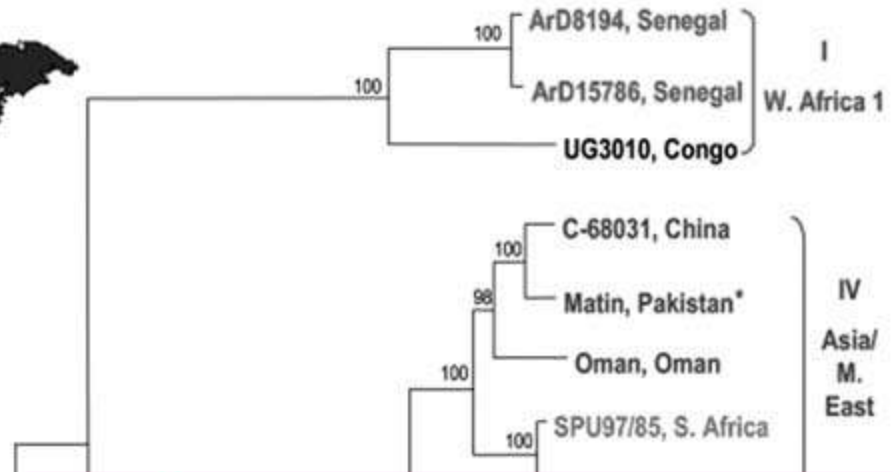 100
ArD8194, Senegal
I
100
ArD15786, Senegal
W. Africa 1
UG3010, Congo
C-68031, China
100
98
Matin, Pakistan*
IV
Asia/
M.
East
Oman, Oman
100
SPU97/85, S. Africa
100